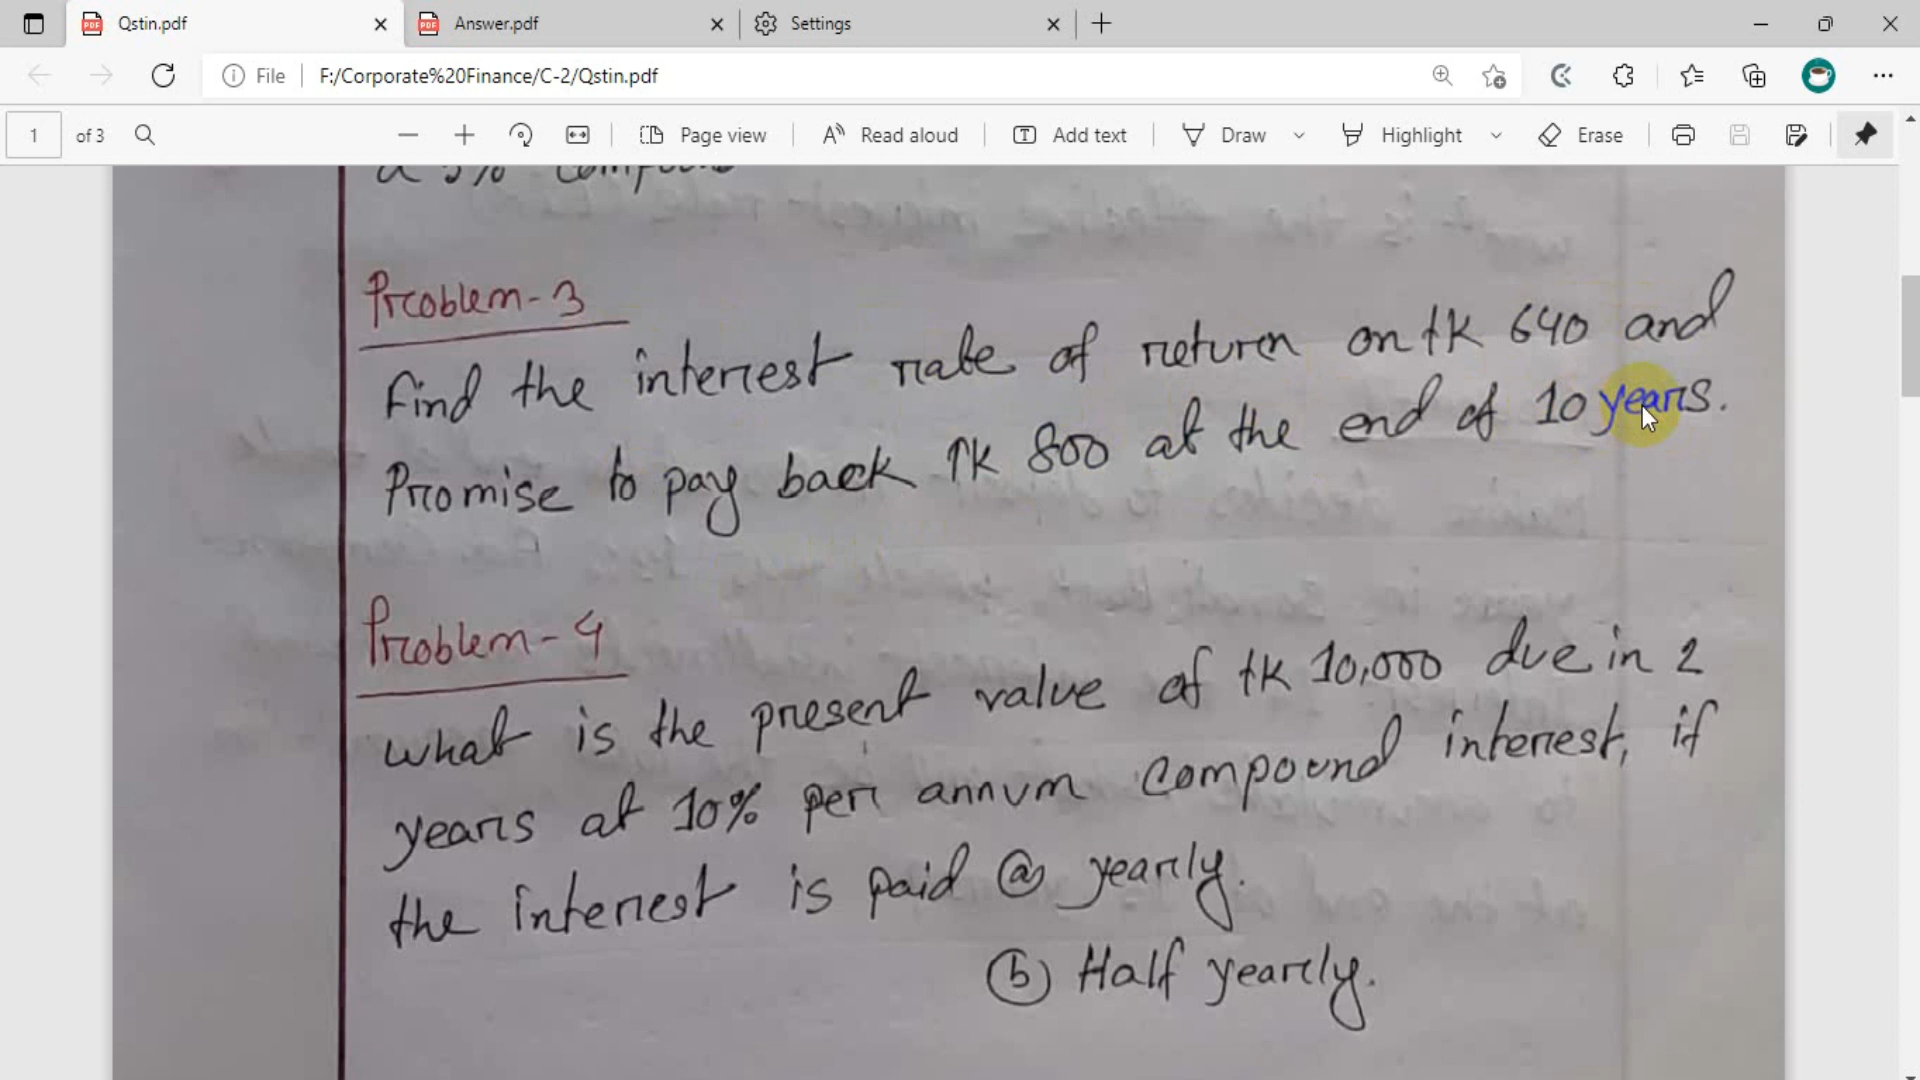 Qstin.pdf
Answer.pdf
Settings
File
F:/Corporate%20Finance/C-2/Qstin.pdf
1 of 3
Page view
Read aloud
Add text
Draw
Highlight
Erase
Problem-3
Find the interest rate of return on tk 640 and
Promise to pay back Tk 800 at the end of 10 years.
Problem-4
What is the present value of tk 10,000 due in 2
years at 10% per annum compound interest, if
the interest is paid ⓐ yearly.
ⓑ Half yearly.